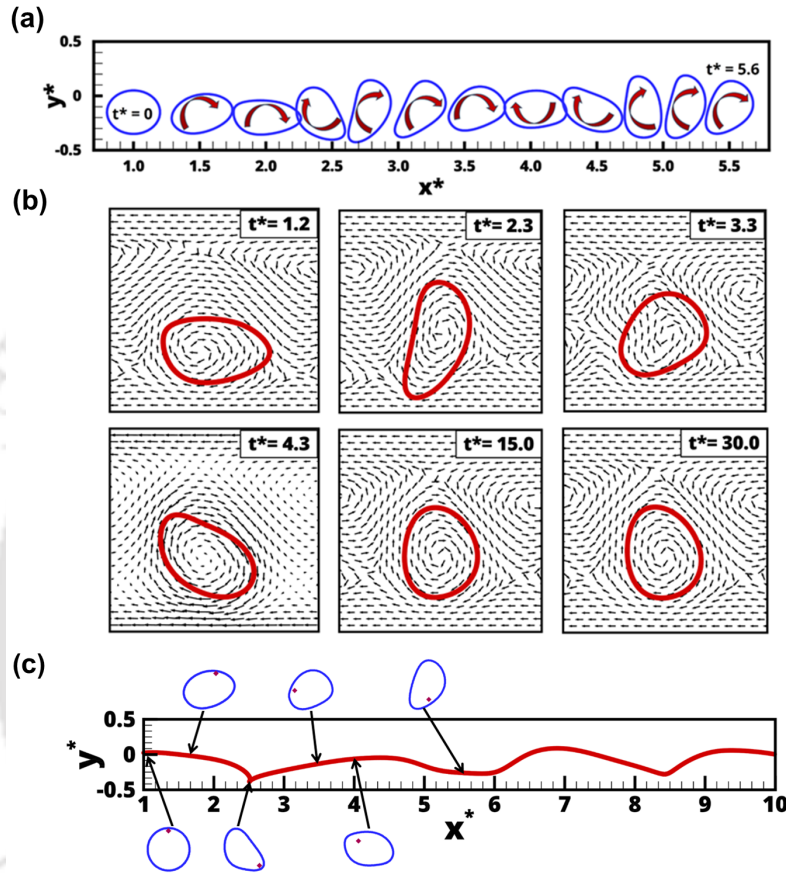 (a)
0.5
0
-0.5
y*
t* = 0
t* = 5.6
1.0 1.5 2.0 2.5 3.0 3.5 4.0 4.5 5.0 5.5
x*
(b)
t*= 1.2
t*= 2.3
t*= 3.3
t*= 4.3
t*= 15.0
t*= 30.0
(c)
0.5
0
-0.5
y*
1 2 3 4 5 6 7 8 9 10
x*